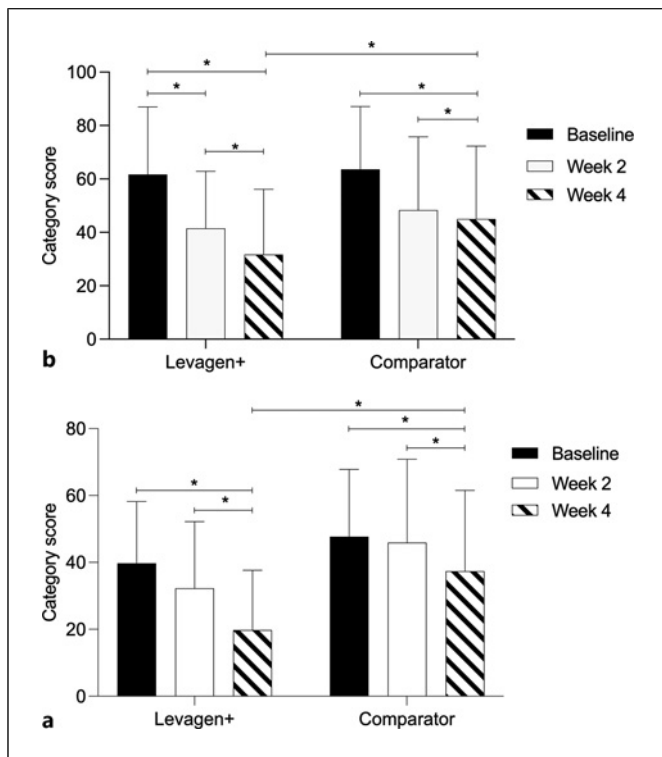 *
100
*
*
*
80
*
*
Baseline
60
Week 2
40
Week 4
20
0
Category score
Levagen+
Comparator
b
*
80
*
*
*
*
Baseline
60
Week 2
40
Week 4
20
0
Category score
Levagen+
Comparator
a